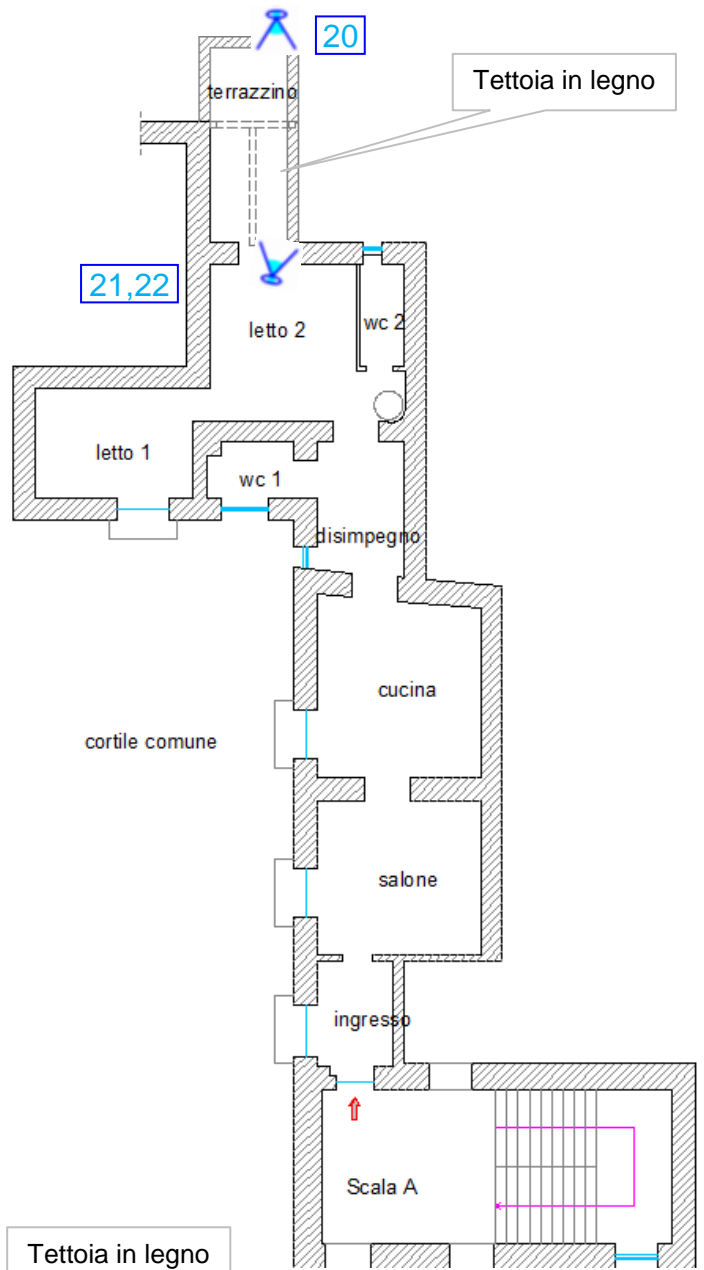 20
Tettoia in legno
terrazzino
21,22
letto 2
wc 2
letto 1
wc 1
disimpegno
cucina
cortile comune
salone
ingresso
Scala A
Tettoia in legno